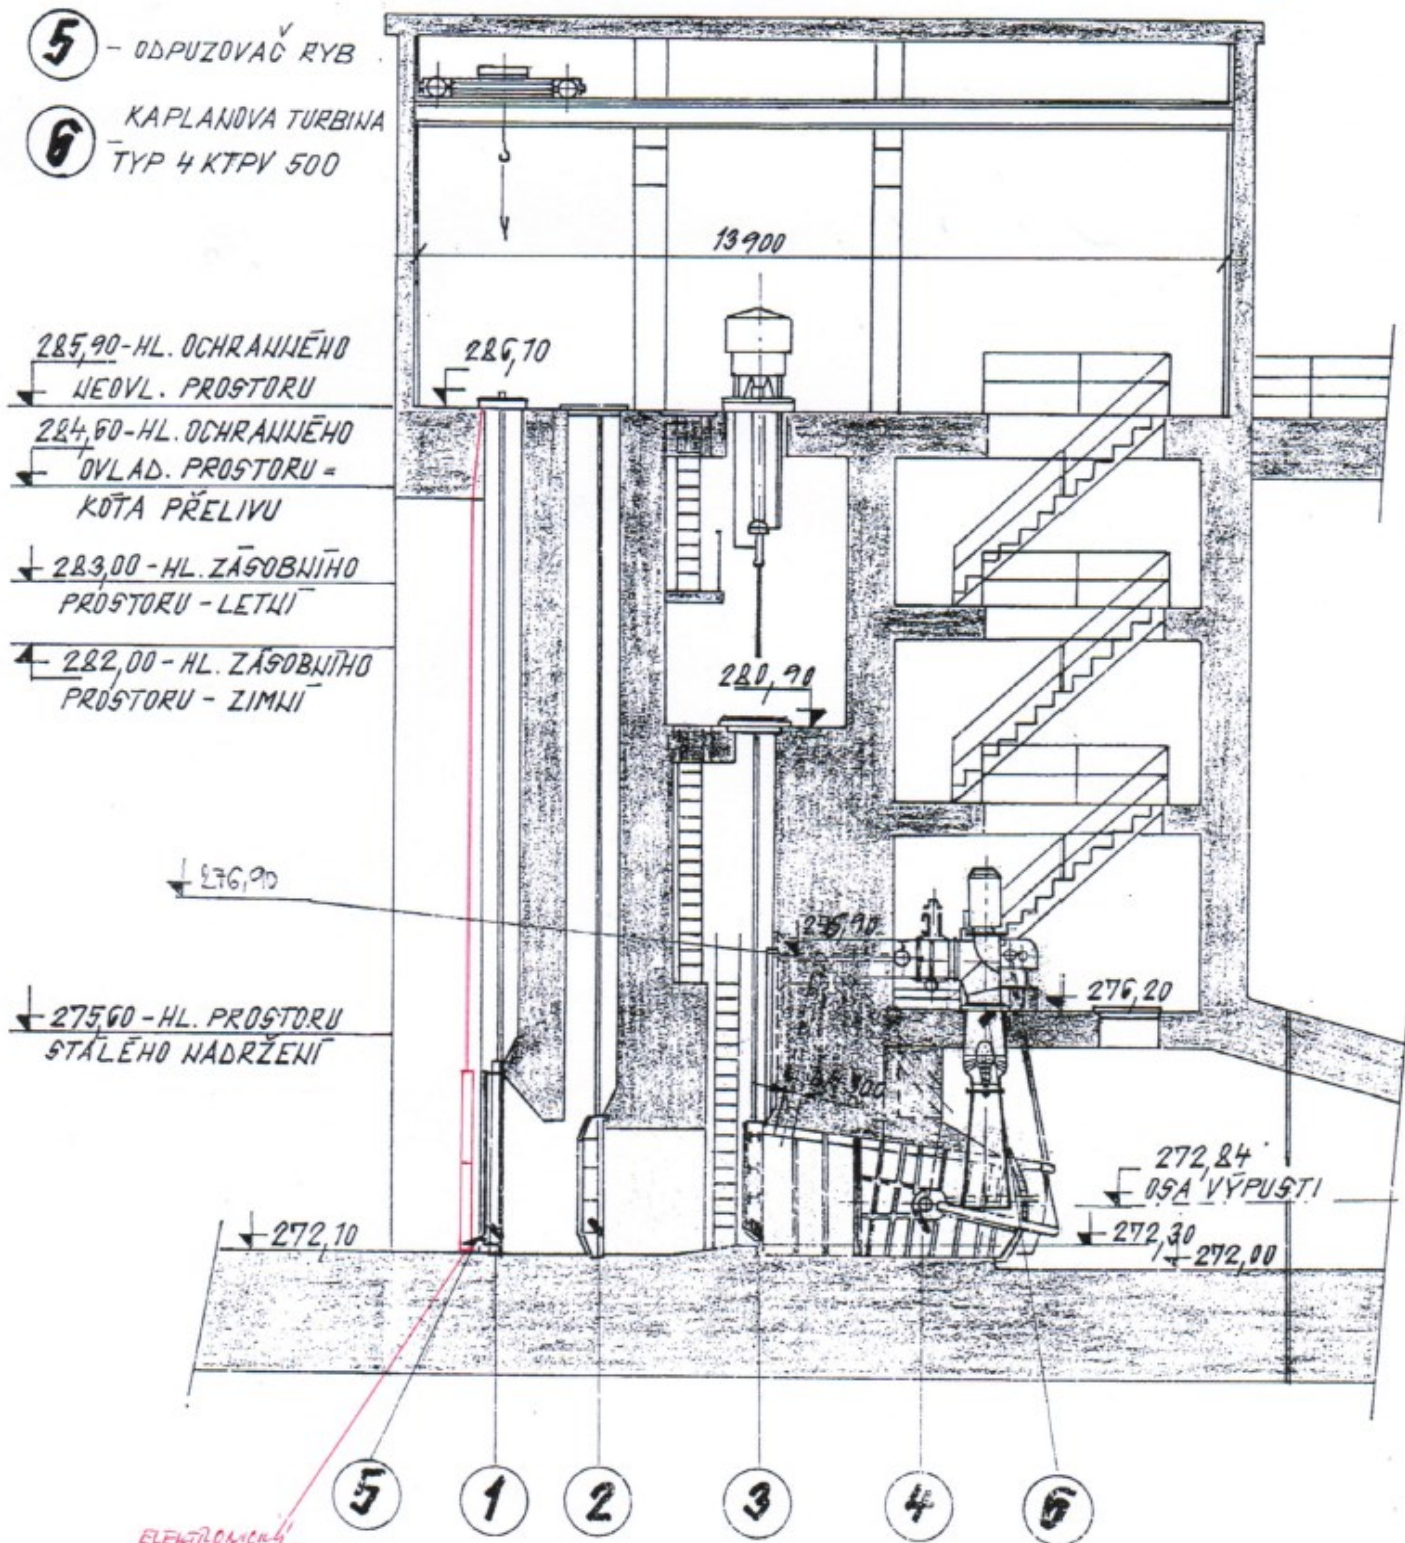 5 - ODPUZOVAČ RYB
6 - KAPLANOVA TURBINA
TYP 4 KTPV 500
13900
285,90-HL. OCHRANNÉHO
NEOVL. PROSTORU
286,10
284,60-HL. OCHRANNÉHO
OVLAD. PROSTORU =
KÓTA PŘELIVU
283,00-HL. ZÁSOBNÍHO
PROSTORU - LETNÍ
282,00-HL. ZÁSOBNÍHO
PROSTORU - ZIMNÍ
280,90
276,90
276,20
275,60-HL. PROSTORU
STÁLÉHO NADRŽENÍ
272,84
OSA VÝPUSTI
272,10
272,30
272,00
5 1 2 3 4 6
ELEKTRONICKÝ